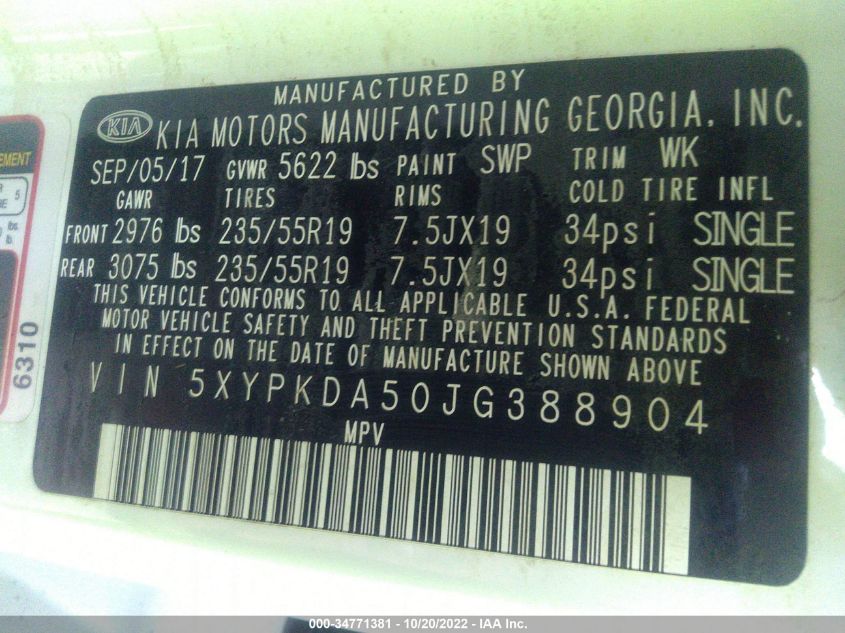 MANUFACTURED BY
KIA KIA MOTORS MANUFACTURING GEORGIA, INC.
SEP/05/17 GVWR 5622 lbs PAINT SWP TRIM WK
GAWR TIRES RIMS COLD TIRE INFL
FRONT 2976 lbs 235/55R19 7.5JX19 34psi SINGLE
REAR 3075 lbs 235/55R19 7.5JX19 34psi SINGLE
THIS VEHICLE CONFORMS TO ALL APPLICABLE U.S.A. FEDERAL
MOTOR VEHICLE SAFETY AND THEFT PREVENTION STANDARDS
IN EFFECT ON THE DATE OF MANUFACTURE SHOWN ABOVE
VIN 5XYPKDA50JG388904
MPV
EMENT
5
6310
000-34771381 - 10/20/2022 - IAA Inc.